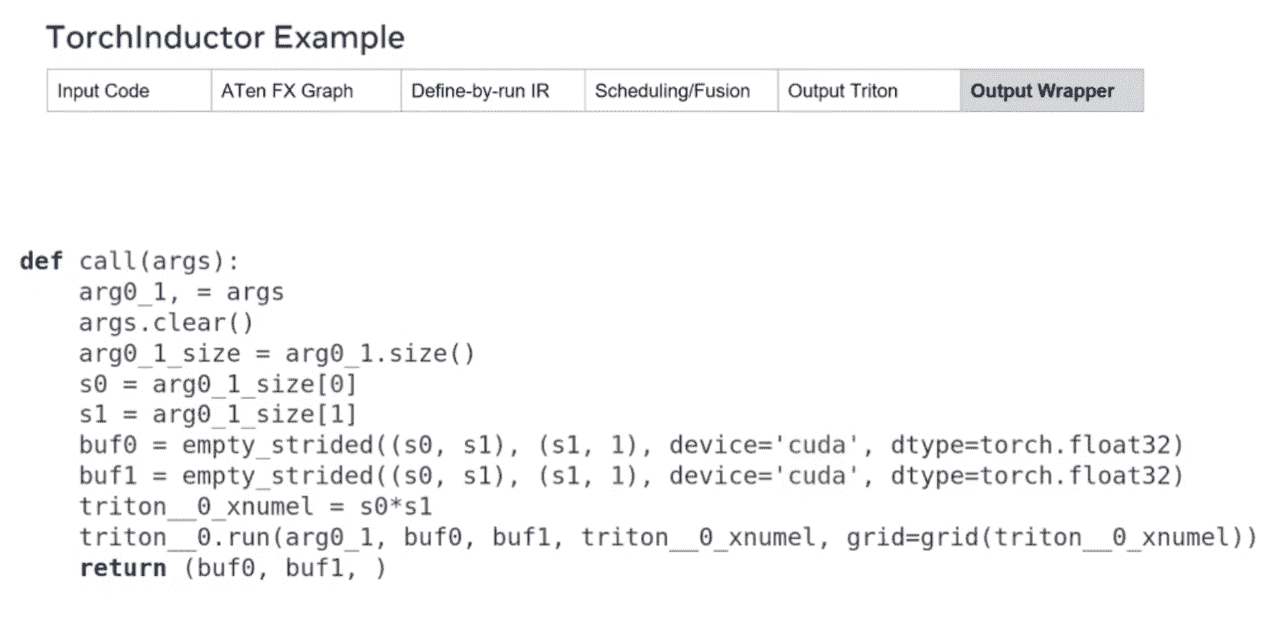 TorchInductor Example
Input Code ATen FX Graph Define-by-run IR Scheduling/Fusion Output Triton Output Wrapper
def call(args):
    arg0_1, = args
    args.clear()
    arg0_1_size = arg0_1.size()
    s0 = arg0_1_size[0]
    s1 = arg0_1_size[1]
    buf0 = empty_strided((s0, s1), (s1, 1), device='cuda', dtype=torch.float32)
    buf1 = empty_strided((s0, s1), (s1, 1), device='cuda', dtype=torch.float32)
    triton__0_xnumel = s0*s1
    triton__0.run(arg0_1, buf0, buf1, triton__0_xnumel, grid=grid(triton__0_xnumel))
    return (buf0, buf1, )